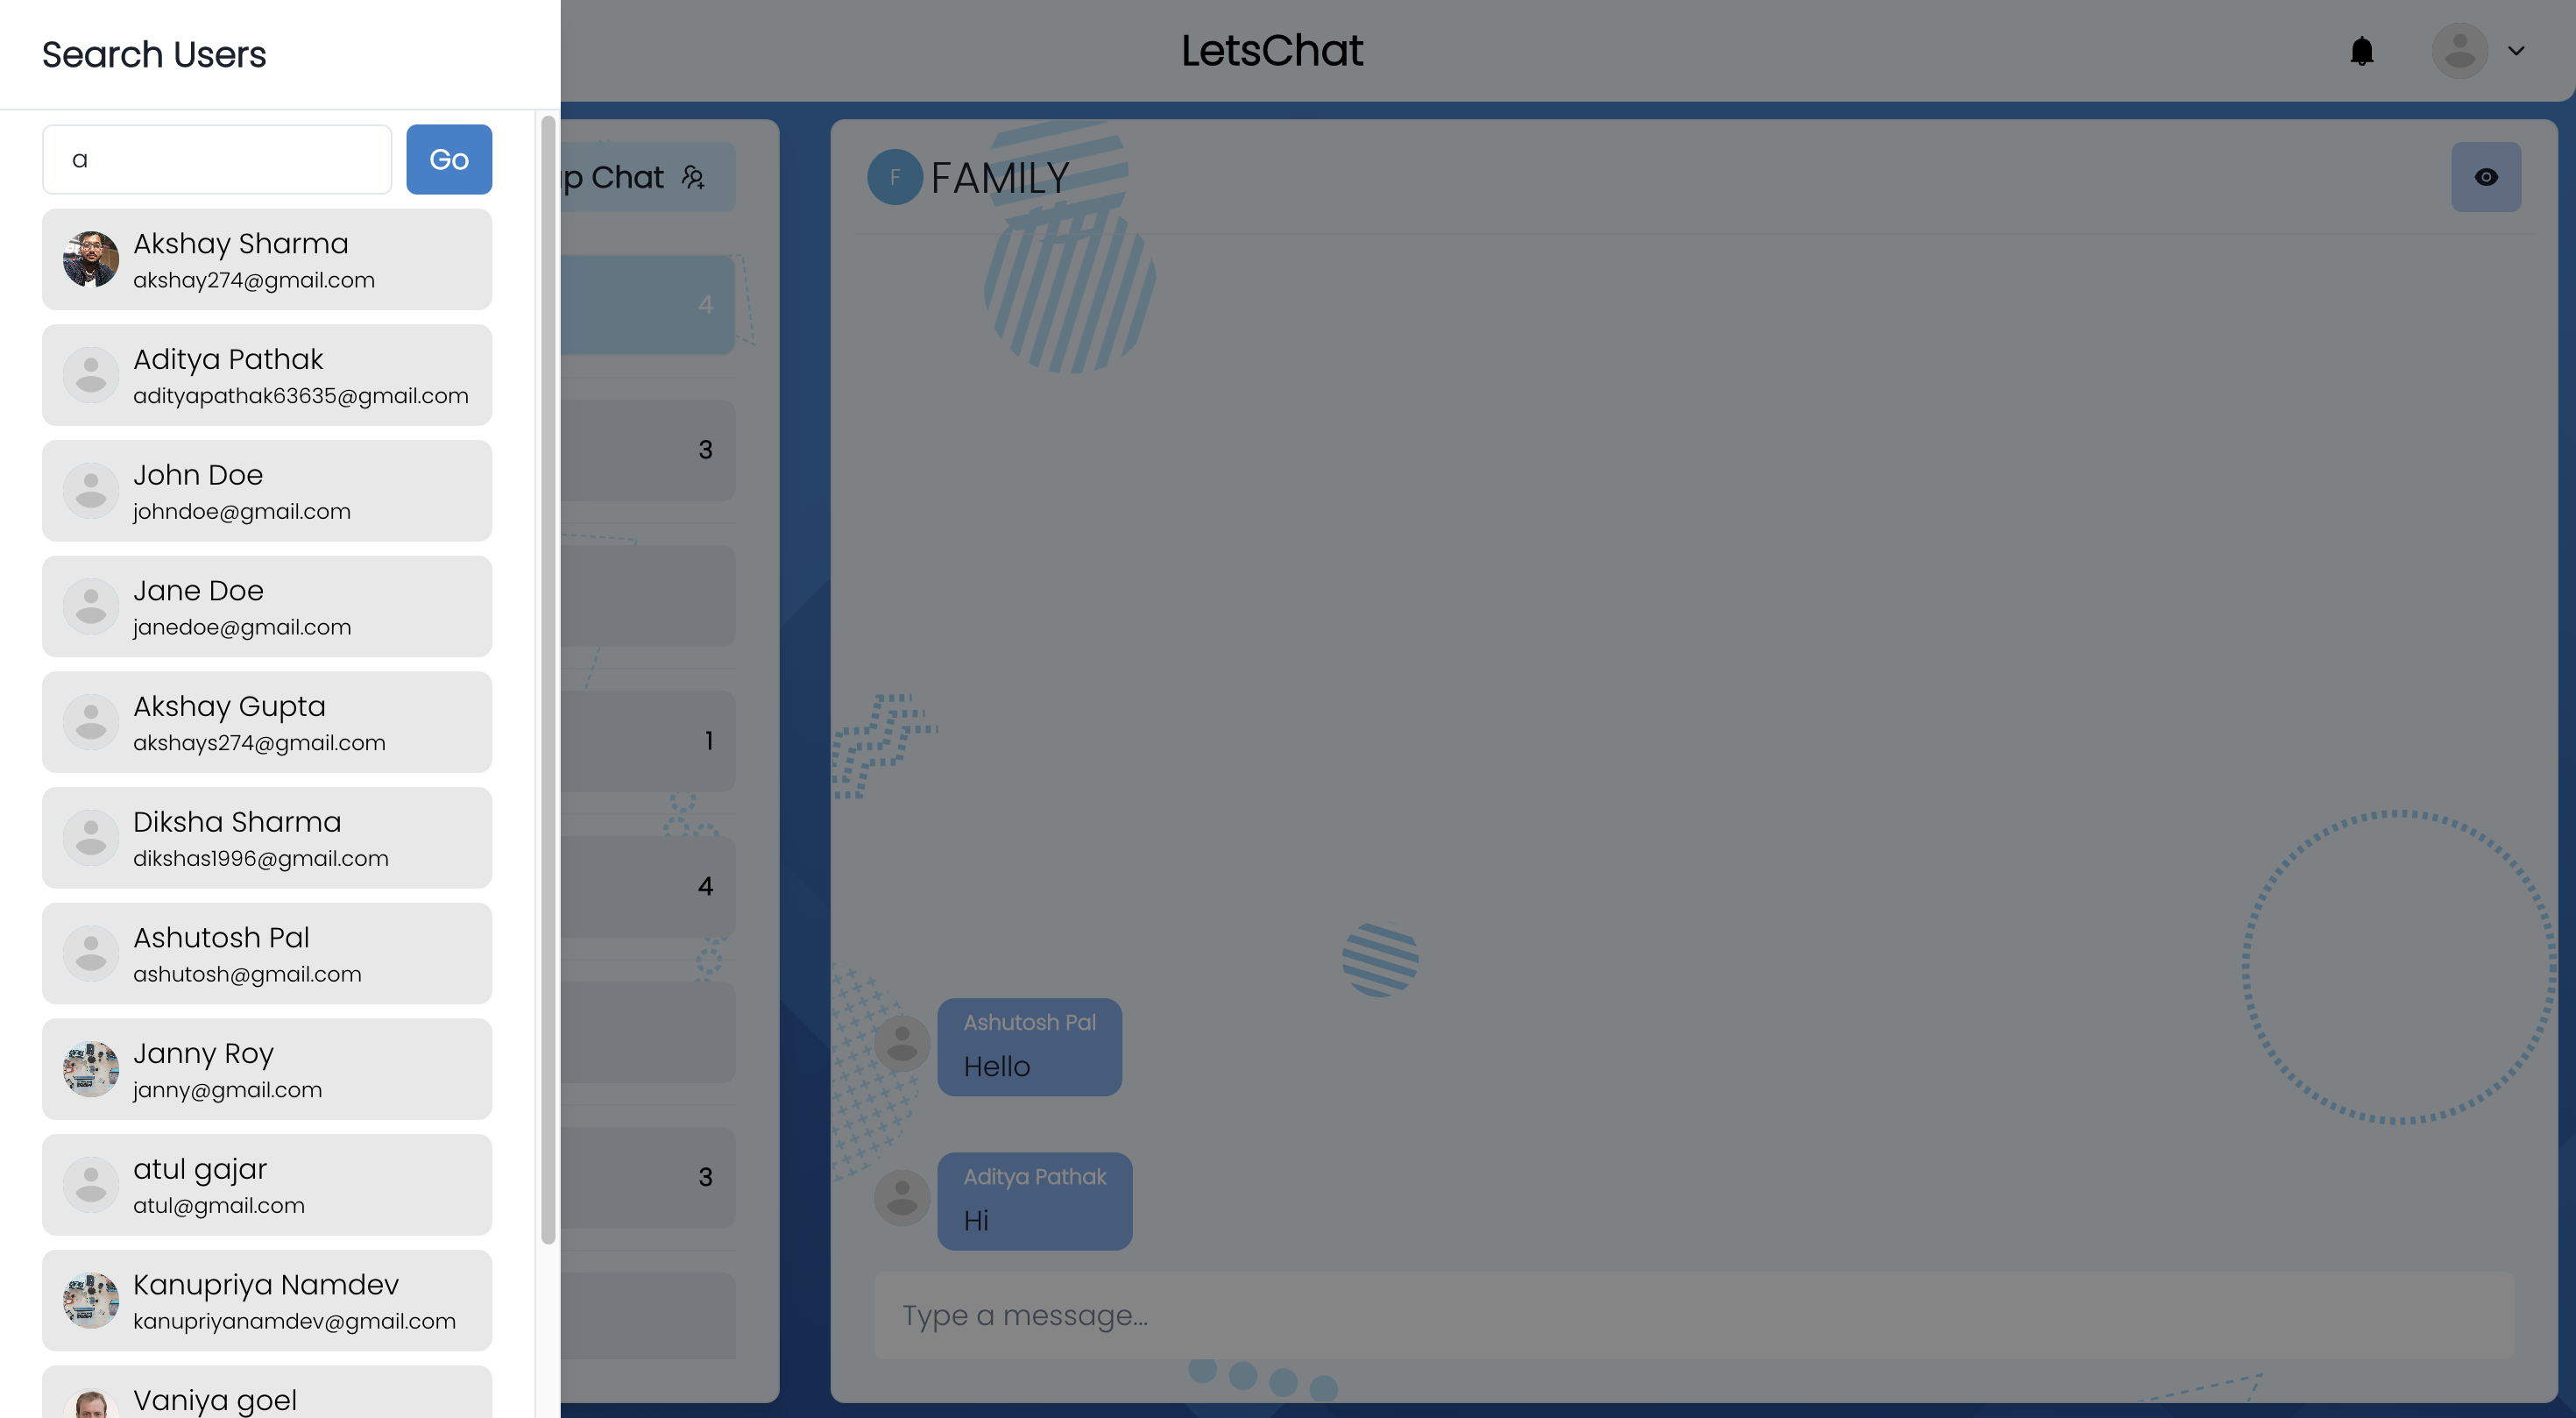 Search Users
a
Go
Akshay Sharma
akshay274@gmail.com
Aditya Pathak
adityapathak63635@gmail.com
John Doe
johndoe@gmail.com
Jane Doe
janedoe@gmail.com
Akshay Gupta
akshays274@gmail.com
Diksha Sharma
dikshas1996@gmail.com
Ashutosh Pal
ashutosh@gmail.com
Janny Roy
janny@gmail.com
atul gajar
atul@gmail.com
Kanupriya Namdev
kanupriyanamdev@gmail.com
Vaniya goel
LetsChat
p Chat
4
3
1
4
3
F FAMILY
Ashutosh Pal
Hello
Aditya Pathak
Hi
Type a message...